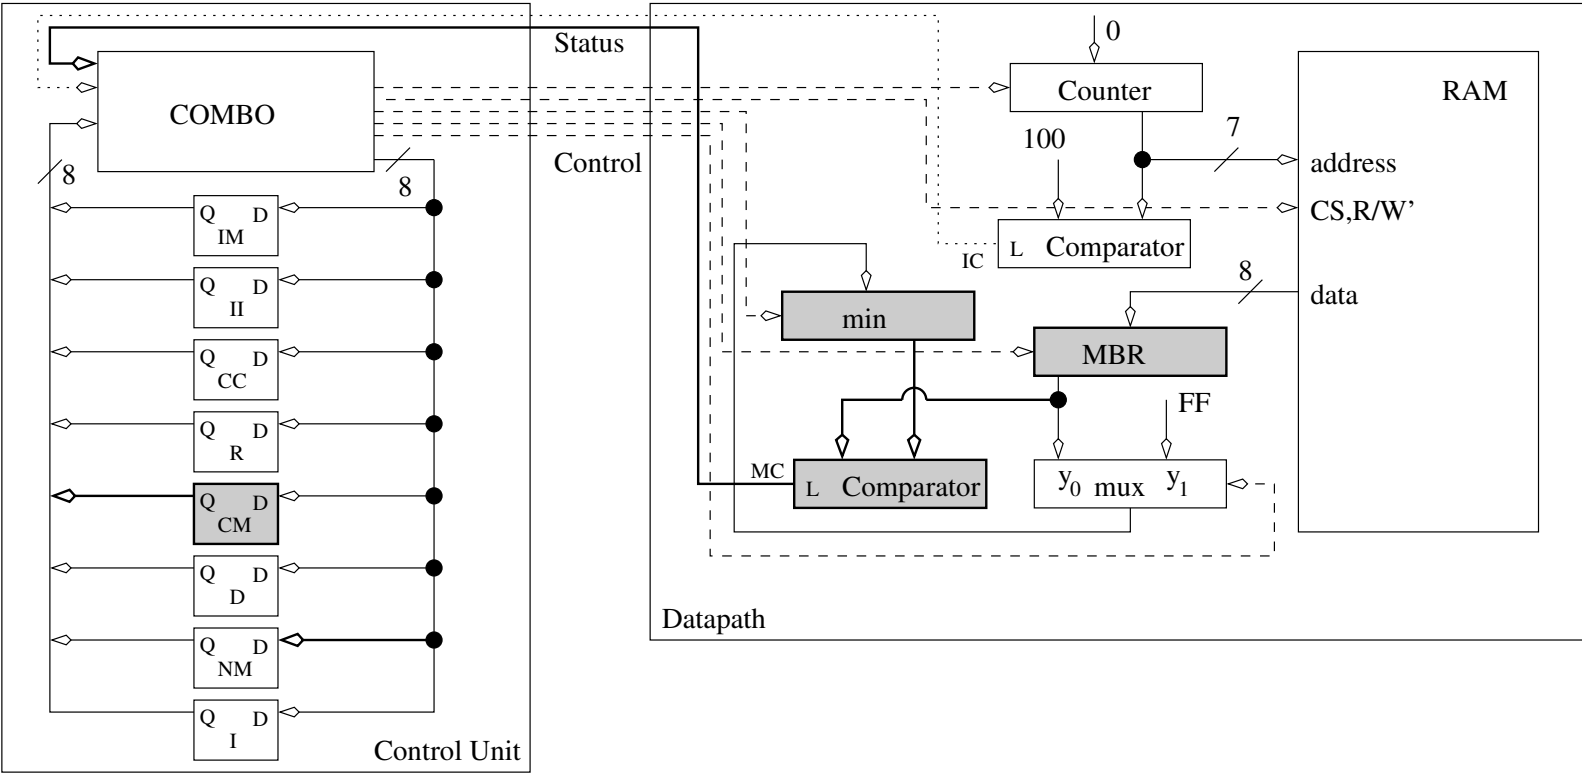 Status
0
COMBO
Counter
RAM
100
7
Control
8
8
address
Q D
IM
CS,R/W'
L Comparator
IC
8
Q D
II
data
min
MBR
Q D
CC
FF
Q D
R
MC
y0 mux y1
L Comparator
Q D
CM
Q D
D
Datapath
Q D
NM
Q D
I
Control Unit